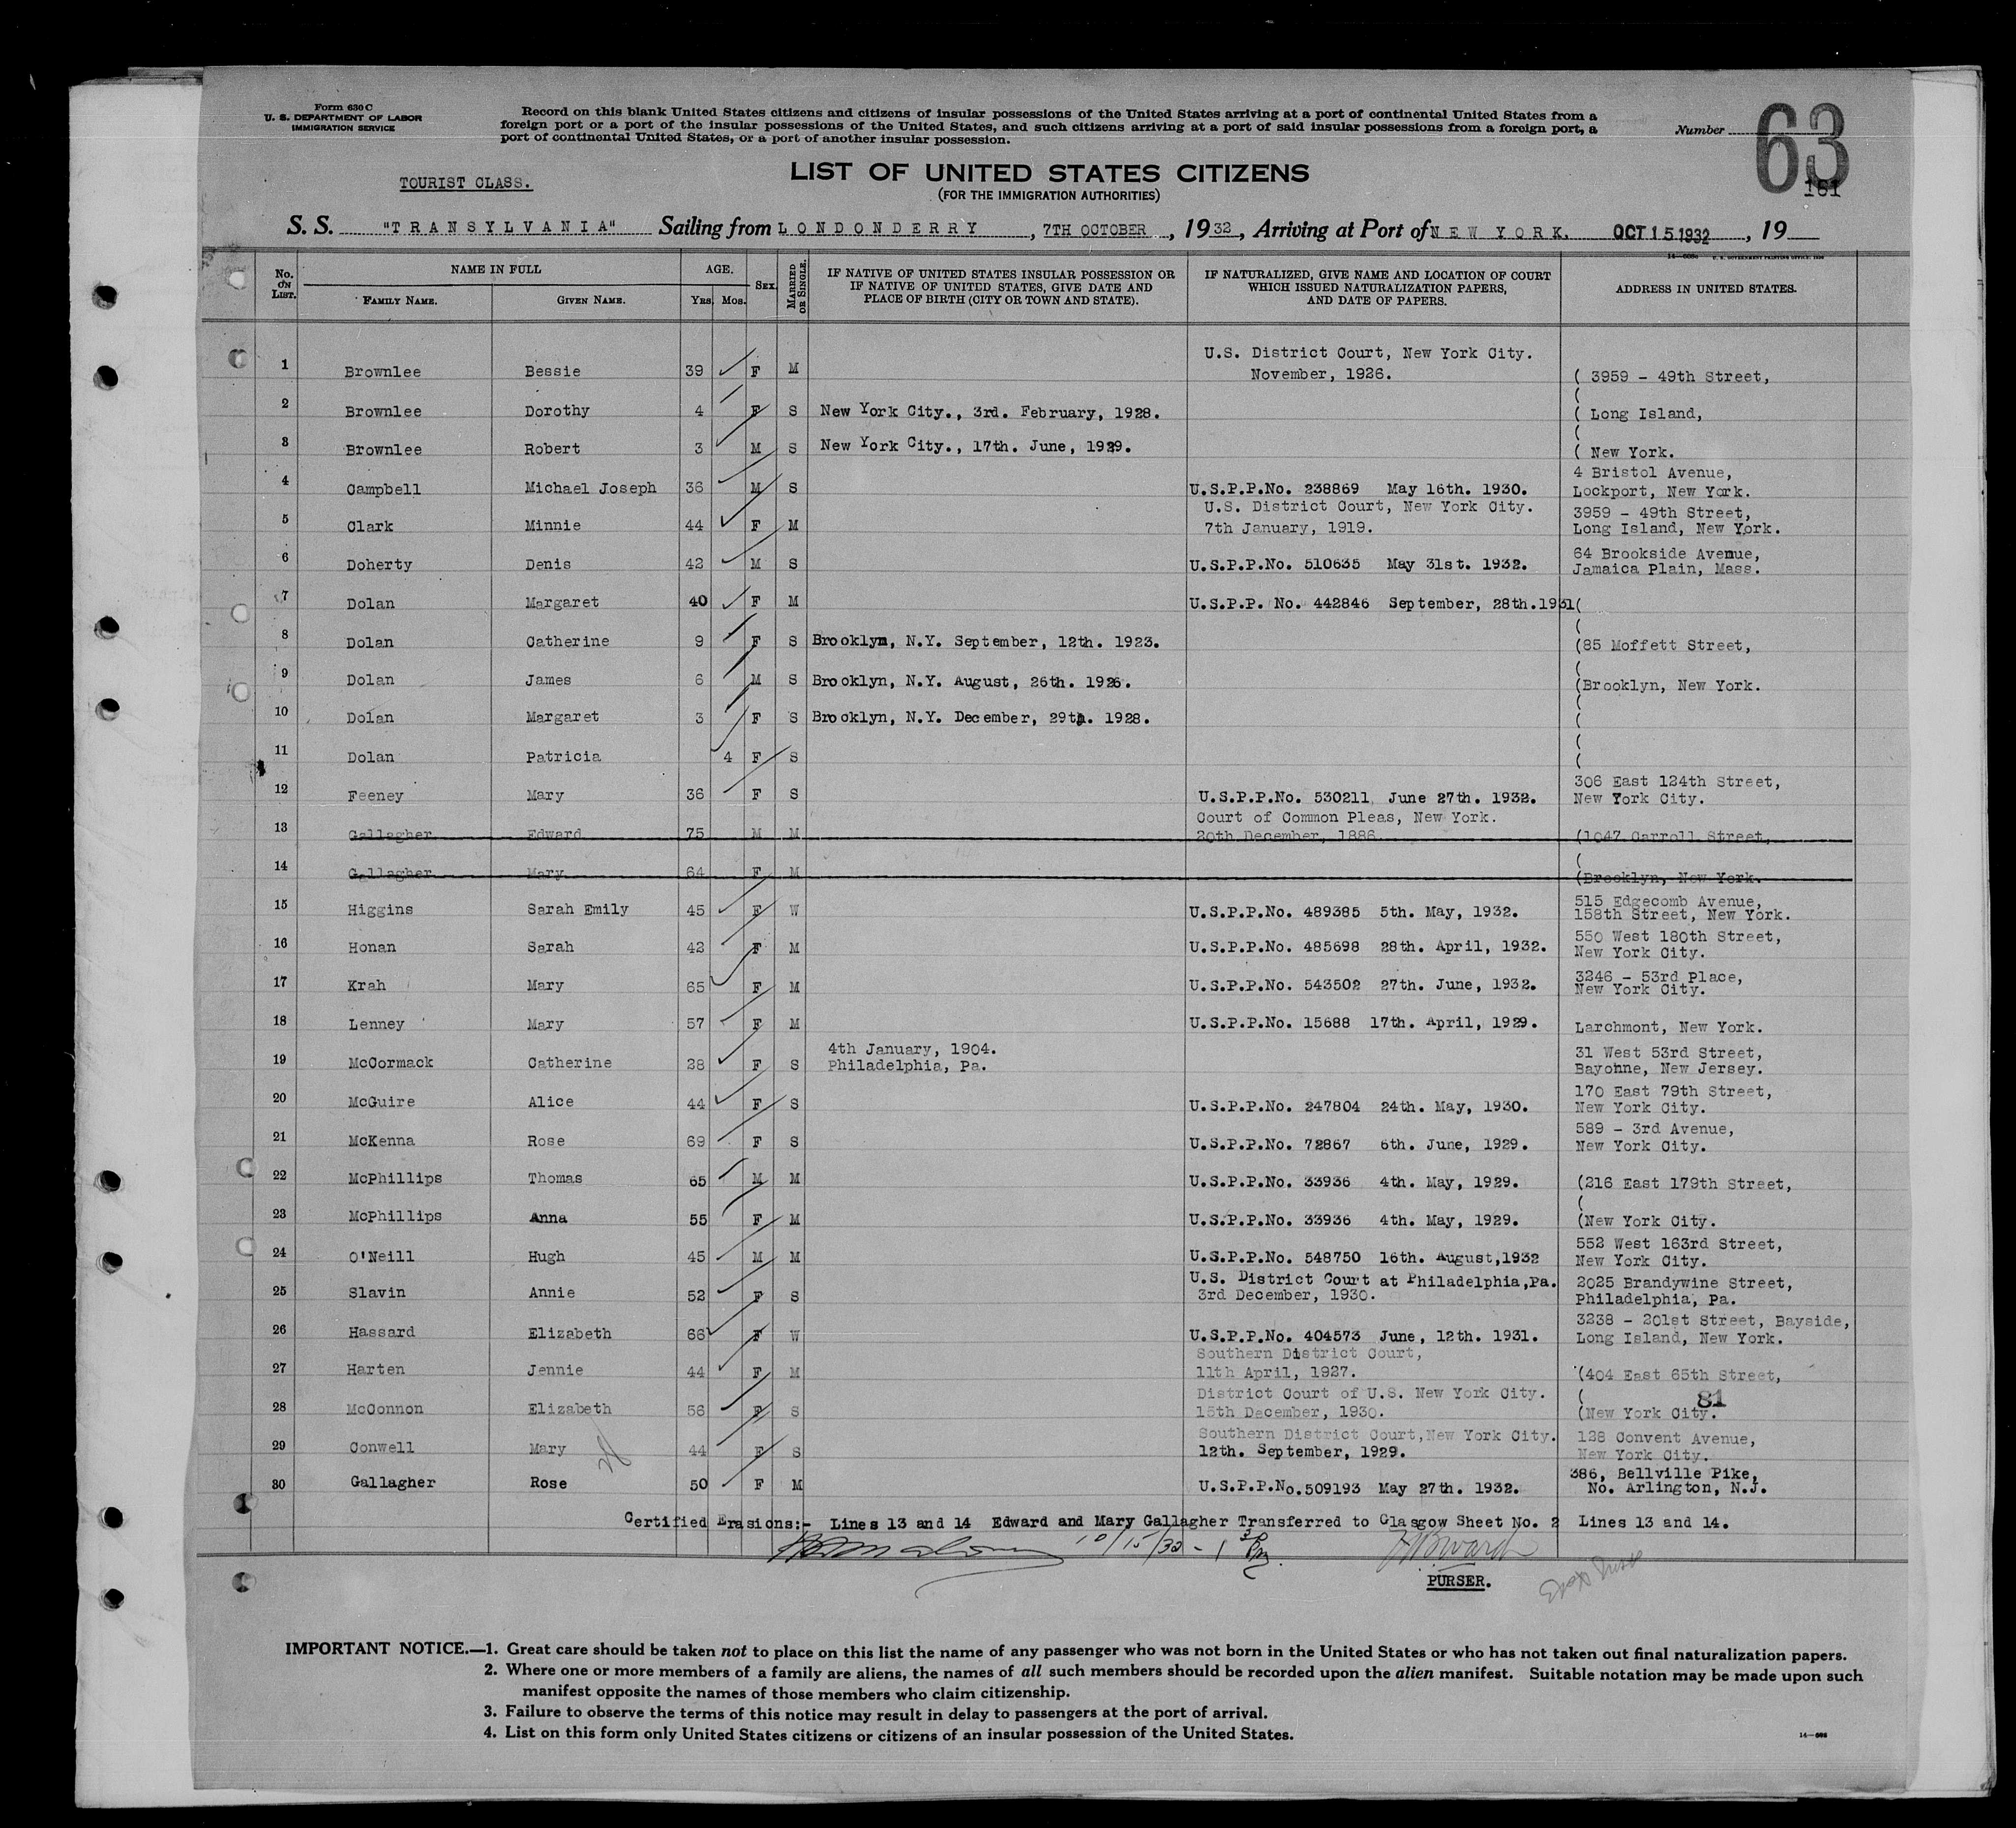 Form 630 C
U. S. DEPARTMENT OF LABOR
IMMIGRATION SERVICE
Record on this blank United States citizens and citizens of insular possessions of the United States arriving at a port of continental United States from a
foreign port or a port of the insular possessions of the United States, and such citizens arriving at a port of said insular possessions from a foreign port, a
port of continental United States, or a port of another insular possession.
Number 63
161
TOURIST CLASS.
LIST OF UNITED STATES CITIZENS
(FOR THE IMMIGRATION AUTHORITIES)
S. S. "TRANSYLVANIA" Sailing from LONDONDERRY, 7TH OCTOBER, 1932, Arriving at Port of NEW YORK. OCT 15 1932, 19
No. ON LIST. NAME IN FULL AGE. SEX. MARRIED OR SINGLE. IF NATIVE OF UNITED STATES INSULAR POSSESSION OR IF NATIVE OF UNITED STATES, GIVE DATE AND PLACE OF BIRTH (CITY OR TOWN AND STATE). IF NATURALIZED, GIVE NAME AND LOCATION OF COURT WHICH ISSUED NATURALIZATION PAPERS, AND DATE OF PAPERS. ADDRESS IN UNITED STATES.
FAMILY NAME. GIVEN NAME. YRS. MOS.
1 Brownlee Bessie 39 F M U.S. District Court, New York City. November, 1926. ( 3959 - 49th Street,
2 Brownlee Dorothy 4 F S New York City., 3rd. February, 1928. ( Long Island,
3 Brownlee Robert 3 M S New York City., 17th. June, 1929. ( New York.
4 Campbell Michael Joseph 36 M S U.S.P.P.No. 238869 May 16th. 1930. 4 Bristol Avenue, Lockport, New York.
5 Clark Minnie 44 F M U.S. District Court, New York City. 7th January, 1919. 3959 - 49th Street, Long Island, New York.
6 Doherty Denis 42 M S U.S.P.P.No. 510635 May 31st. 1932. 64 Brookside Avenue, Jamaica Plain, Mass.
7 Dolan Margaret 40 F M U.S.P.P. No. 442846 September, 28th.1931 (
8 Dolan Catherine 9 F S Brooklyn, N.Y. September, 12th. 1923. (85 Moffett Street,
9 Dolan James 6 M S Brooklyn, N.Y. August, 26th. 1926. (Brooklyn, New York.
10 Dolan Margaret 3 F S Brooklyn, N.Y. December, 29th. 1928. (
11 Dolan Patricia 4 F S (
12 Feeney Mary 36 F S U.S.P.P.No. 530211 June 27th. 1932. 306 East 124th Street, New York City.
13 Gallagher Edward 75 M M Court of Common Pleas, New York. 20th December, 1886. (1047 Carroll Street,
14 Gallagher Mary 64 F M (Brooklyn, New York.
15 Higgins Sarah Emily 45 F W U.S.P.P.No. 489385 5th. May, 1932. 515 Edgecomb Avenue, 158th Street, New York.
16 Honan Sarah 42 F M U.S.P.P.No. 485698 28th. April, 1932. 550 West 180th Street, New York City.
17 Krah Mary 65 F M U.S.P.P.No. 543502 27th. June, 1932. 3246 - 53rd Place, New York City.
18 Lenney Mary 57 F M U.S.P.P.No. 15688 17th. April, 1929. Larchmont, New York.
19 McCormack Catherine 28 F S 4th January, 1904. Philadelphia, Pa. 31 West 53rd Street, Bayonne, New Jersey.
20 McGuire Alice 44 F S U.S.P.P.No. 247804 24th. May, 1930. 170 East 79th Street, New York City.
21 McKenna Rose 69 F S U.S.P.P.No. 72867 6th. June, 1929. 589 - 3rd Avenue, New York City.
22 McPhillips Thomas 65 M M U.S.P.P.No. 33936 4th. May, 1929. (216 East 179th Street,
23 McPhillips Anna 55 F M U.S.P.P.No. 33936 4th. May, 1929. (New York City.
24 O'Neill Hugh 45 M M U.S.P.P.No. 548750 16th. August,1932 552 West 163rd Street, New York City.
25 Slavin Annie 52 F S U.S. District Court at Philadelphia,Pa. 3rd December, 1930. 2025 Brandywine Street, Philadelphia, Pa.
26 Hassard Elizabeth 66 F W U.S.P.P.No. 404573 June, 12th. 1931. 3238 - 201st Street, Bayside, Long Island, New York.
27 Harten Jennie 44 F M Southern District Court, 11th April, 1927. (404 East 65th Street,
28 McConnon Elizabeth 56 F S District Court of U.S. New York City. 15th December, 1930. (New York City. 81
29 Conwell Mary 44 F S Southern District Court,New York City. 12th. September, 1929. 128 Convent Avenue, New York City.
30 Gallagher Rose 50 F M U.S.P.P.No.509193 May 27th. 1932. 386, Bellville Pike, No. Arlington, N.J.
Certified Erasions:- Lines 13 and 14 Edward and Mary Gallagher Transferred to Glasgow Sheet No. 2 Lines 13 and 14.
10/15/32 - 1
PURSER.
IMPORTANT NOTICE.—1. Great care should be taken not to place on this list the name of any passenger who was not born in the United States or who has not taken out final naturalization papers.
2. Where one or more members of a family are aliens, the names of all such members should be recorded upon the alien manifest. Suitable notation may be made upon such
manifest opposite the names of those members who claim citizenship.
3. Failure to observe the terms of this notice may result in delay to passengers at the port of arrival.
4. List on this form only United States citizens or citizens of an insular possession of the United States.